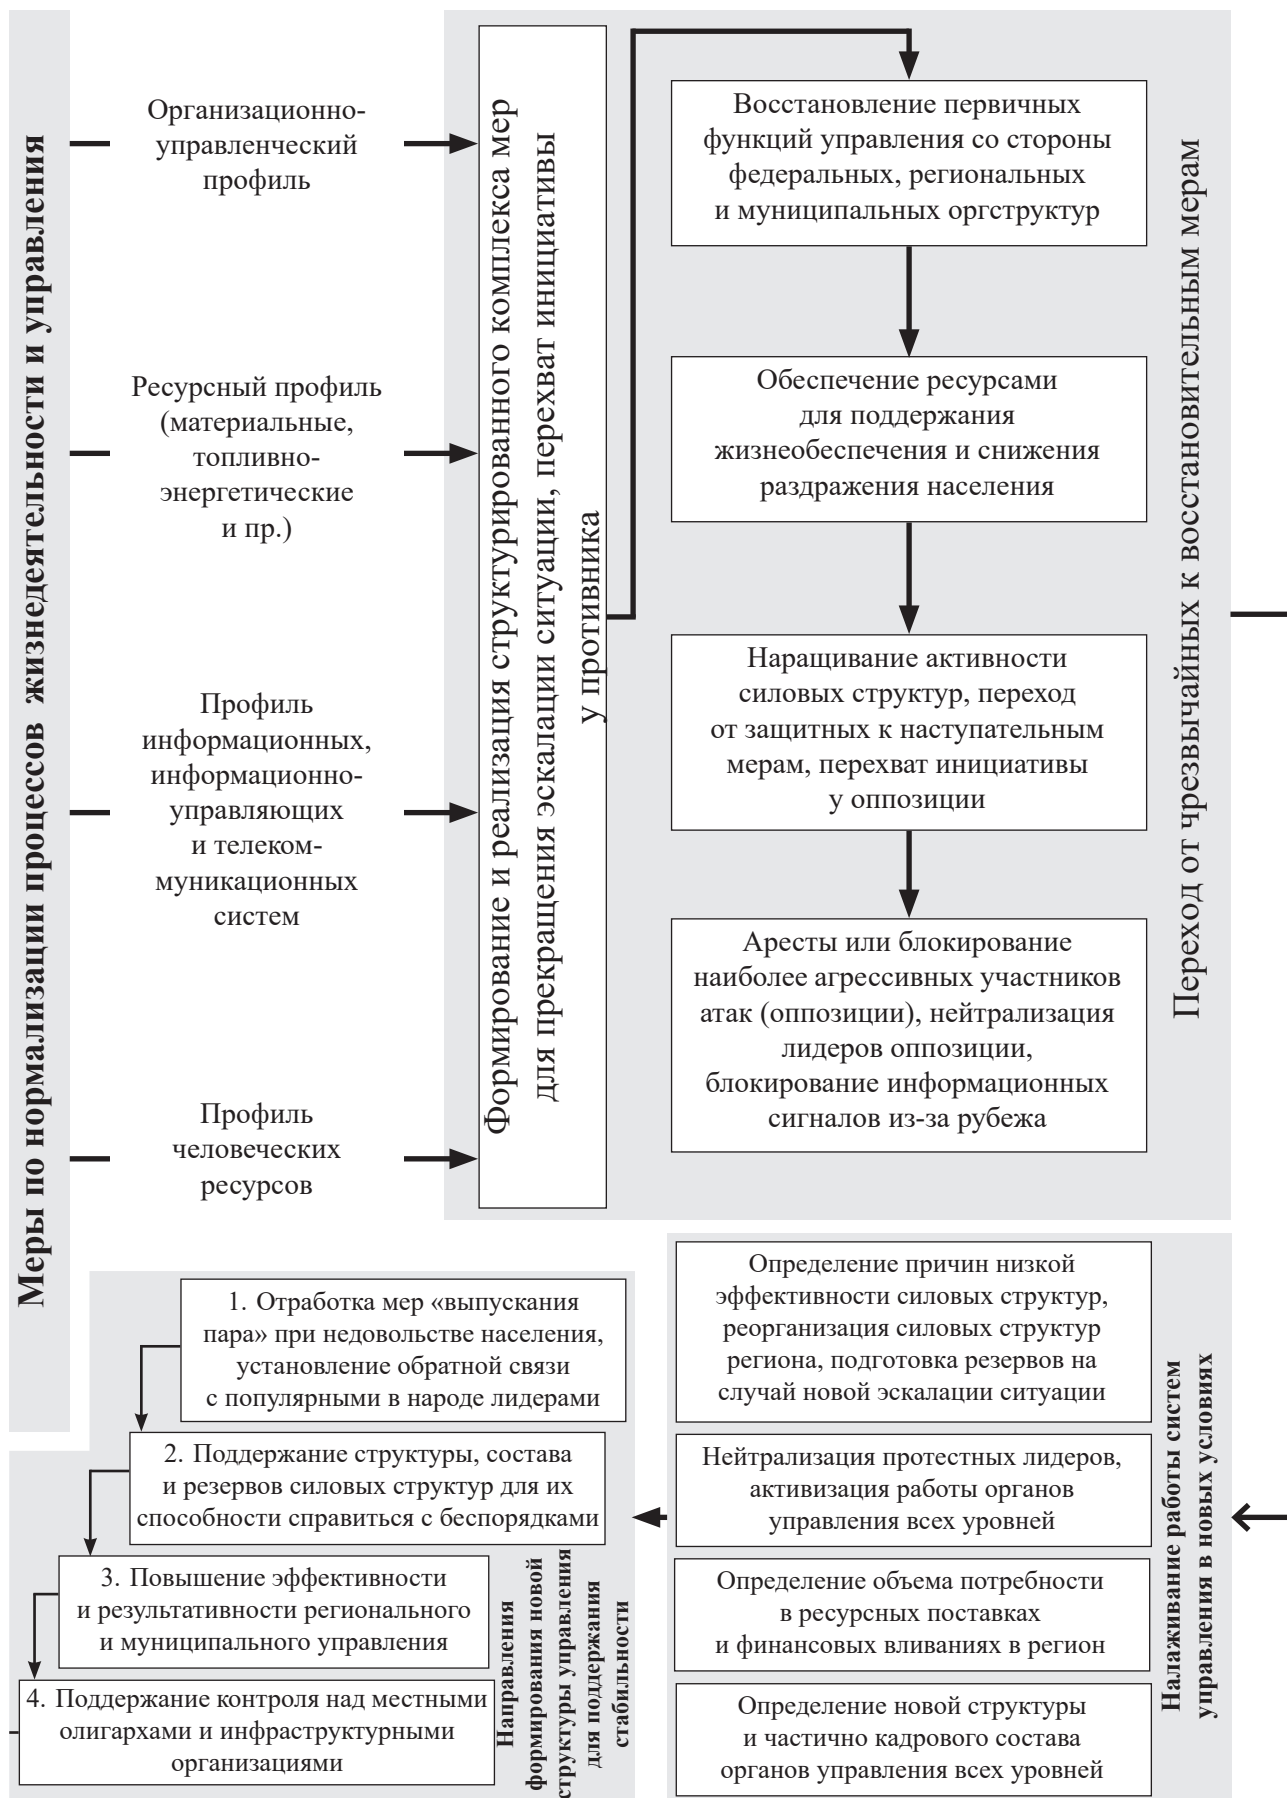 Меры по нормализации процессов жизнедеятельности и управления
Организационно-
управленческий
профиль
Ресурсный профиль
(материальные,
топливно-
энергетические
и пр.)
Профиль
информационных,
информационно-
управляющих
и телеком-
муникационных
систем
Профиль
человеческих
ресурсов
Формирование и реализация структурированного комплекса мер
для прекращения эскалации ситуации, перехват инициативы
у противника
Восстановление первичных
функций управления со стороны
федеральных, региональных
и муниципальных оргструктур
Обеспечение ресурсами
для поддержания
жизнеобеспечения и снижения
раздражения населения
Наращивание активности
силовых структур, переход
от защитных к наступательным
мерам, перехват инициативы
у оппозиции
Аресты или блокирование
наиболее агрессивных участников
атак (оппозиции), нейтрализация
лидеров оппозиции,
блокирование информационных
сигналов из-за рубежа
Переход от чрезвычайных к восстановительным мерам
Определение причин низкой
эффективности силовых структур,
реорганизация силовых структур
региона, подготовка резервов на
случай новой эскалации ситуации
Нейтрализация протестных лидеров,
активизация работы органов
управления всех уровней
Определение объема потребности
в ресурсных поставках
и финансовых вливаниях в регион
Определение новой структуры
и частично кадрового состава
органов управления всех уровней
Налаживание работы систем
управления в новых условиях
1. Отработка мер «выпускания
пара» при недовольстве населения,
установление обратной связи
с популярными в народе лидерами
2. Поддержание структуры, состава
и резервов силовых структур для их
способности справиться с беспорядками
3. Повышение эффективности
и результативности регионального
и муниципального управления
4. Поддержание контроля над местными
олигархами и инфраструктурными
организациями
Направления
формирования новой
структуры управления
для поддержания
стабильности